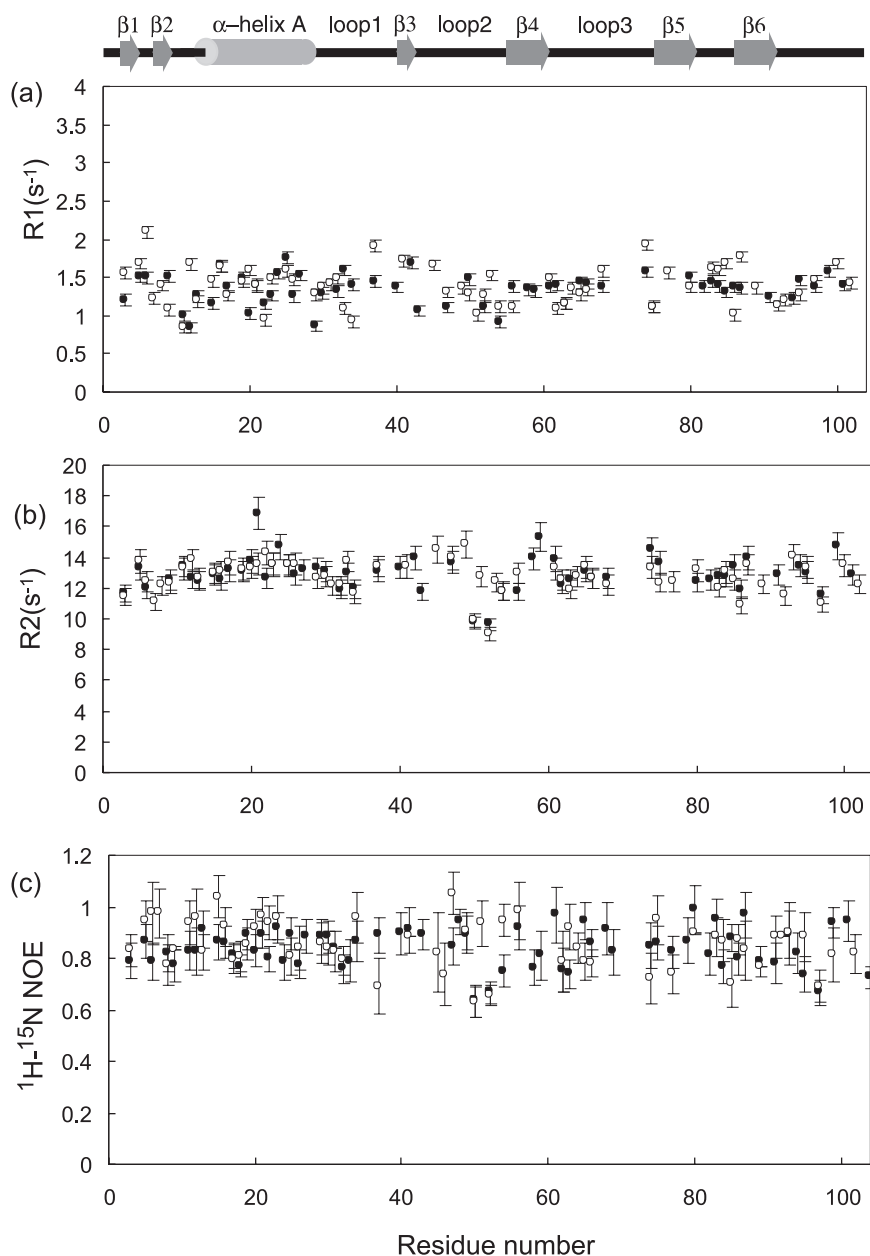 β1 β2 α−helix A loop1 β3 loop2 β4 loop3 β5 β6
(a)
R1(s-1)
4
3.5
3
2.5
2
1.5
1
0.5
0
0 20 40 60 80 100
(b)
R2(s-1)
20
18
16
14
12
10
8
6
4
2
0
0 20 40 60 80 100
(c)
1H-15N NOE
1.2
1
0.8
0.6
0.4
0.2
0
0 20 40 60 80 100
Residue number